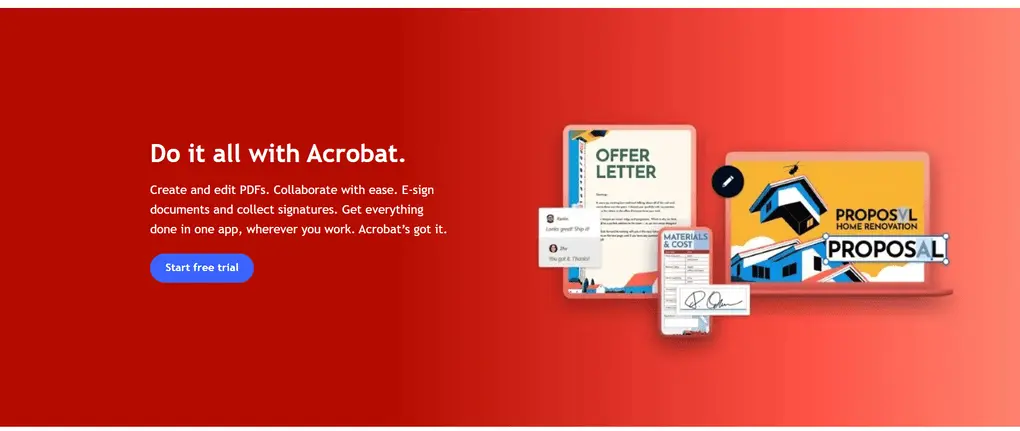 Do it all with Acrobat.
Create and edit PDFs. Collaborate with ease. E-sign
documents and collect signatures. Get everything
done in one app, wherever you work. Acrobat's got it.
Start free trial
OFFER
LETTER
Looks great! Ship it!
You got it. Thanks!
MATERIALS
& COST
PROPOSVL
HOME RENOVATION
PROPOSAL